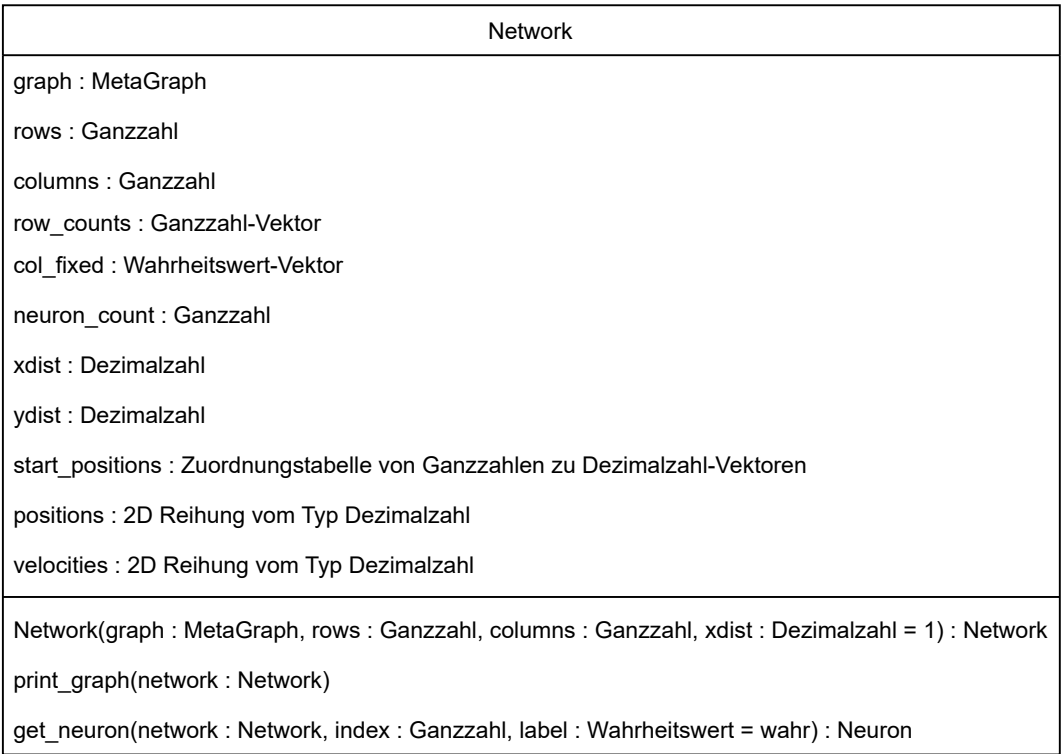 Network
graph : MetaGraph
rows : Ganzzahl
columns : Ganzzahl
row_counts : Ganzzahl-Vektor
col_fixed : Wahrheitswert-Vektor
neuron_count : Ganzzahl
xdist : Dezimalzahl
ydist : Dezimalzahl
start_positions : Zuordnungstabelle von Ganzzahlen zu Dezimalzahl-Vektoren
positions : 2D Reihung vom Typ Dezimalzahl
velocities : 2D Reihung vom Typ Dezimalzahl
Network(graph : MetaGraph, rows : Ganzzahl, columns : Ganzzahl, xdist : Dezimalzahl = 1) : Network
print_graph(network : Network)
get_neuron(network : Network, index : Ganzzahl, label : Wahrheitswert = wahr) : Neuron